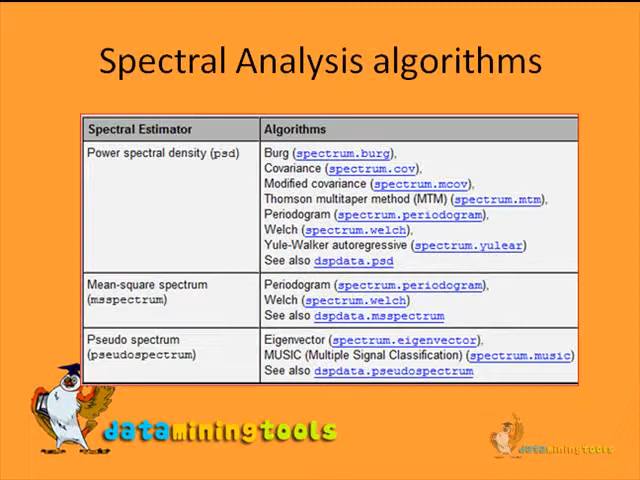 Spectral Analysis algorithms
Spectral Estimator
Algorithms
Power spectral density (psd)
Burg (spectrum.burg),
Covariance (spectrum.cov),
Modified covariance (spectrum.mcov),
Thomson multitaper method (MTM) (spectrum.mtm),
Periodogram (spectrum.periodogram),
Welch (spectrum.welch),
Yule-Walker autoregressive (spectrum.yulear)
See also dspdata.psd
Mean-square spectrum
(msspectrum)
Periodogram (spectrum.periodogram),
Welch (spectrum.welch)
See also dspdata.msspectrum
Pseudo spectrum
(pseudospectrum)
Eigenvector (spectrum.eigenvector),
MUSIC (Multiple Signal Classification) (spectrum.music)
See also dspdata.pseudospectrum
dataminingtools
dataminingtools